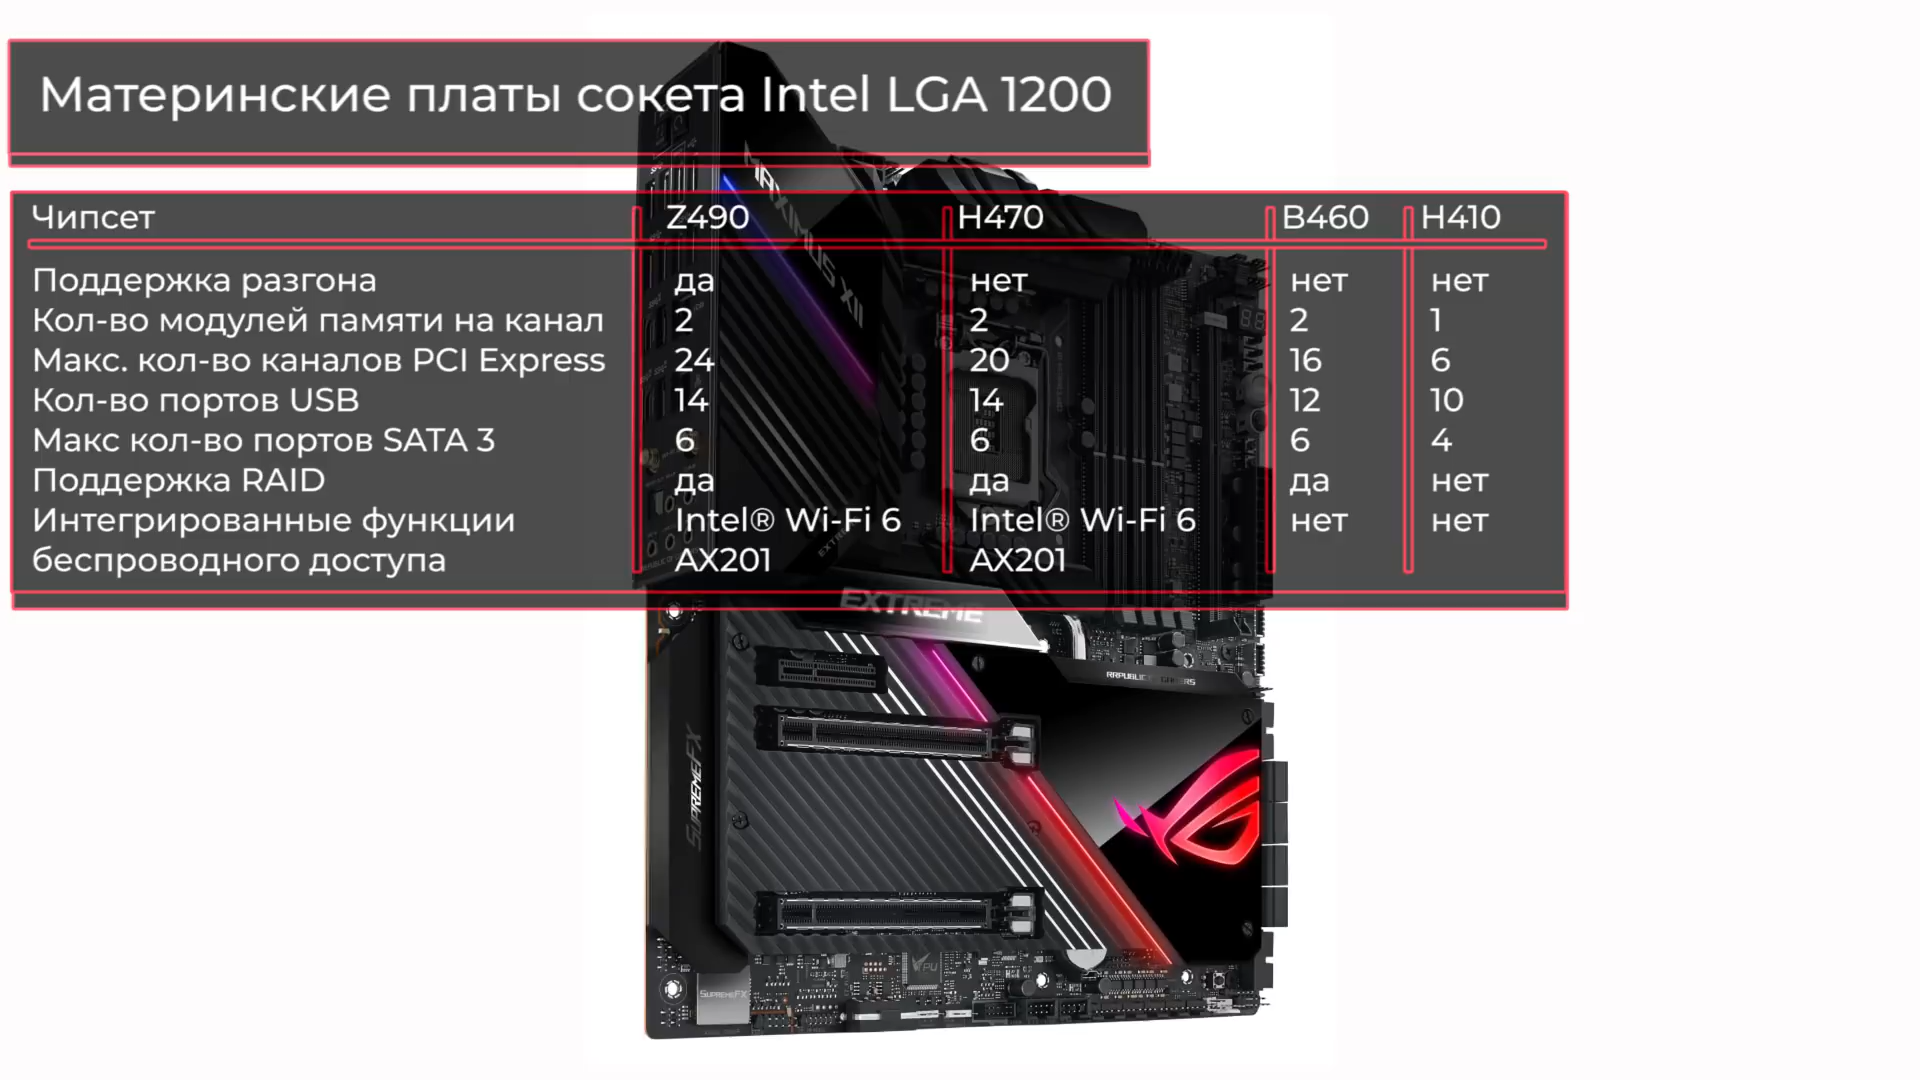 Материнские платы сокета Intel LGA 1200
Чипсет Z490 H470 B460 H410
Поддержка разгона да нет нет нет
Кол-во модулей памяти на канал 2 2 2 1
Макс. кол-во каналов PCI Express 24 20 16 6
Кол-во портов USB 14 14 12 10
Макс кол-во портов SATA 3 6 6 6 4
Поддержка RAID да да да нет
Интегрированные функции Intel® Wi-Fi 6 Intel® Wi-Fi 6 нет нет
беспроводного доступа AX201 AX201
MAXIMUS XII
EXTREME
SUPREMEFX
SUPREMEFX